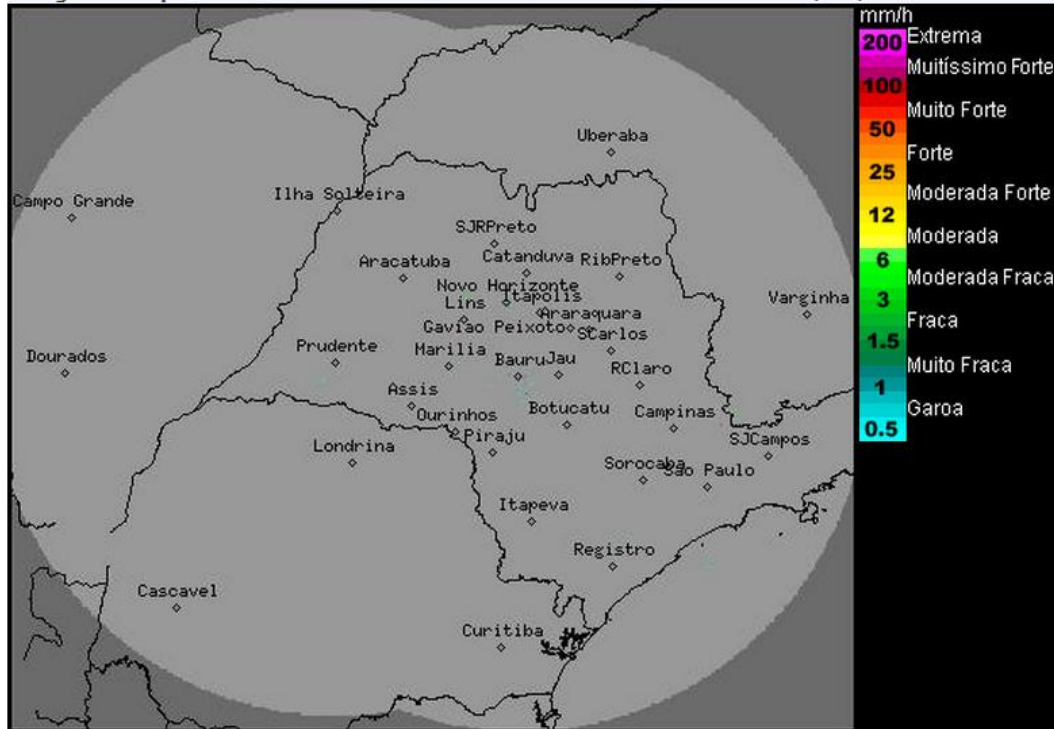 mm/h
200 Extrema
Muitíssimo Forte
100
Muito Forte
50
Forte
25
Moderada Forte
12
Moderada
6
Moderada Fraca
3
Fraca
1.5
Muito Fraca
1
Garoa
0.5
Uberaba
Campo Grande
Ilha Solteira
SJRPreto
Catanduva
Aracatuba
RibPreto
Novo Horizonte
Itapolis
Lins
Araraquara
Varginha
Gaviao Peixoto
SCarlos
Dourados
Prudente
Marilia
Bauru
Jau
RClaro
Assis
Ourinhos
Botucatu
Campinas
Piraju
Londrina
SJCampos
Sorocaba
Sao Paulo
Itapeva
Registro
Cascavel
Curitiba